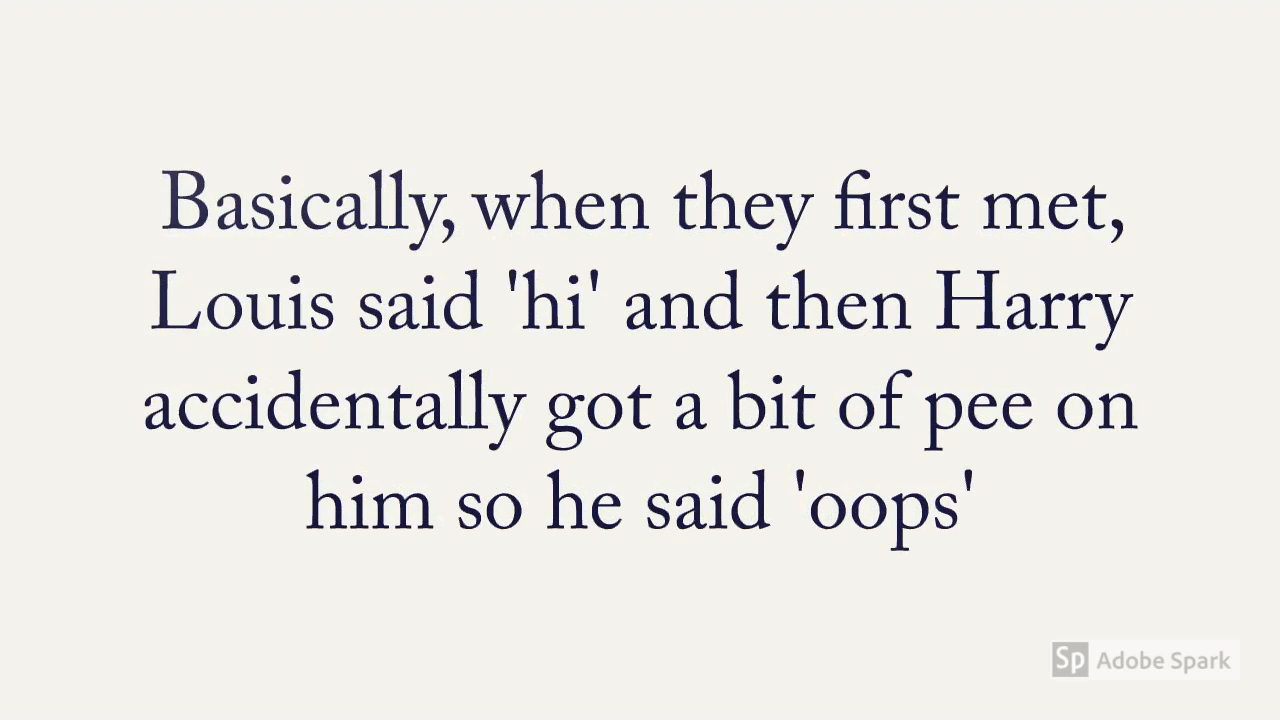 Basically, when they first met,
Louis said 'hi' and then Harry
accidentally got a bit of pee on
him so he said 'oops'
Sp Adobe Spark